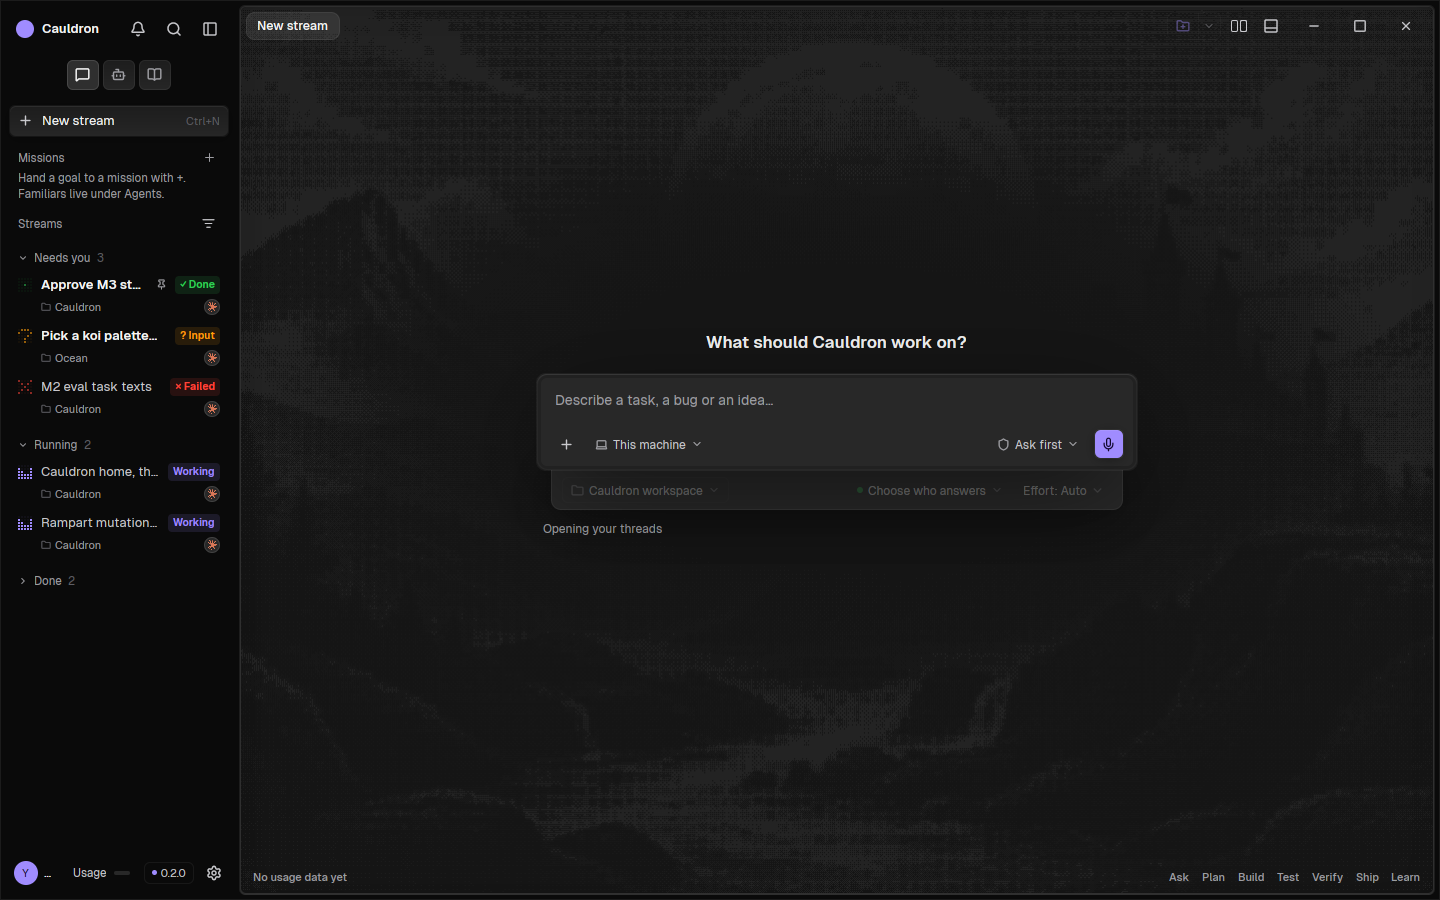 Cauldron
New stream Ctrl+N
Missions
Hand a goal to a mission with +.
Familiars live under Agents.
Streams
Needs you 3
Approve M3 st... Done
Cauldron
Pick a koi palette... ? Input
Ocean
M2 eval task texts Failed
Cauldron
Running 2
Cauldron home, th... Working
Cauldron
Rampart mutation... Working
Cauldron
Done 2
Y ... Usage 0.2.0
New stream
What should Cauldron work on?
Describe a task, a bug or an idea...
This machine Ask first
Cauldron workspace Choose who answers Effort: Auto
Opening your threads
No usage data yet Ask Plan Build Test Verify Ship Learn